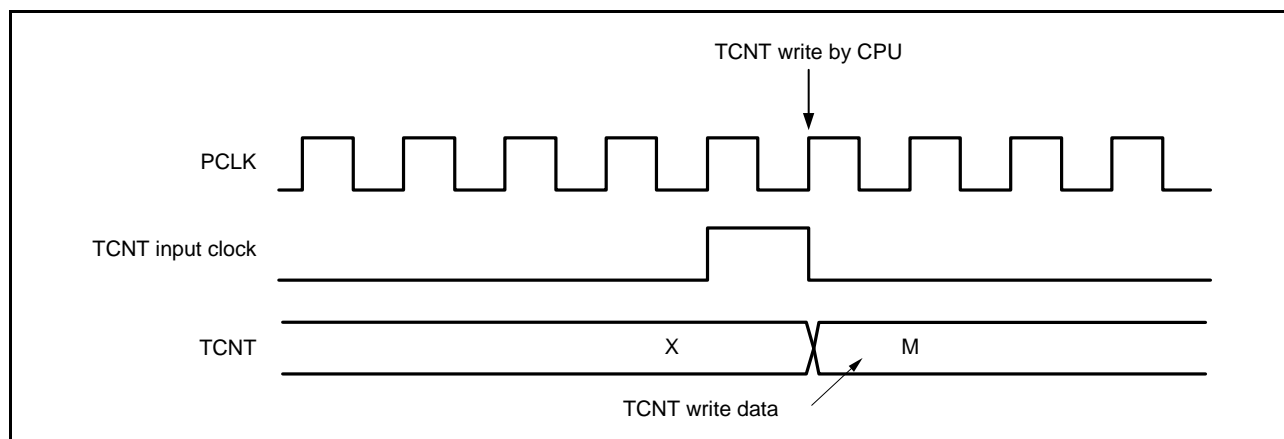 TCNT write by CPU
PCLK
TCNT input clock
TCNT
X
M
TCNT write data